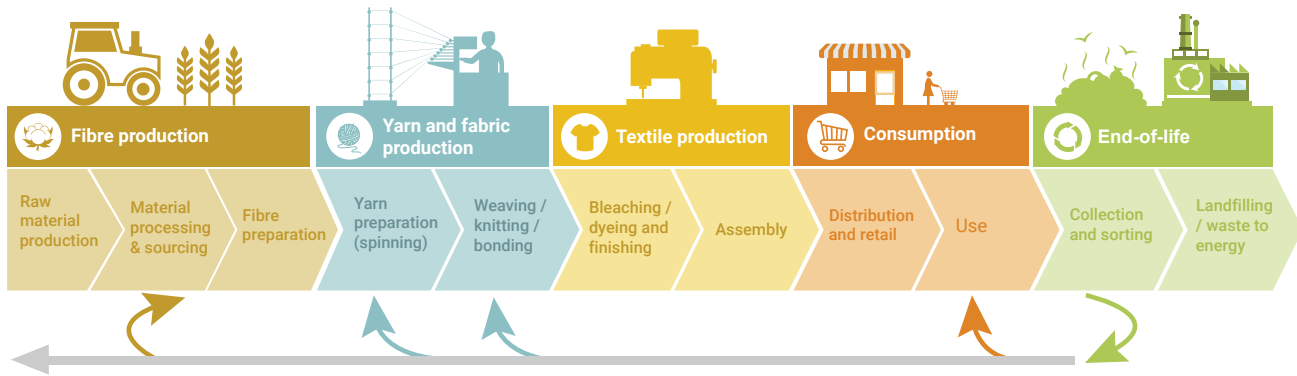 Fibre production
Yarn and fabric
production
Textile production
Consumption
End-of-life
Raw
material
production
Material
processing
& sourcing
Fibre
preparation
Yarn
preparation
(spinning)
Weaving /
knitting /
bonding
Bleaching /
dyeing and
finishing
Assembly
Distribution
and retail
Use
Collection
and sorting
Landfilling
/ waste to
energy